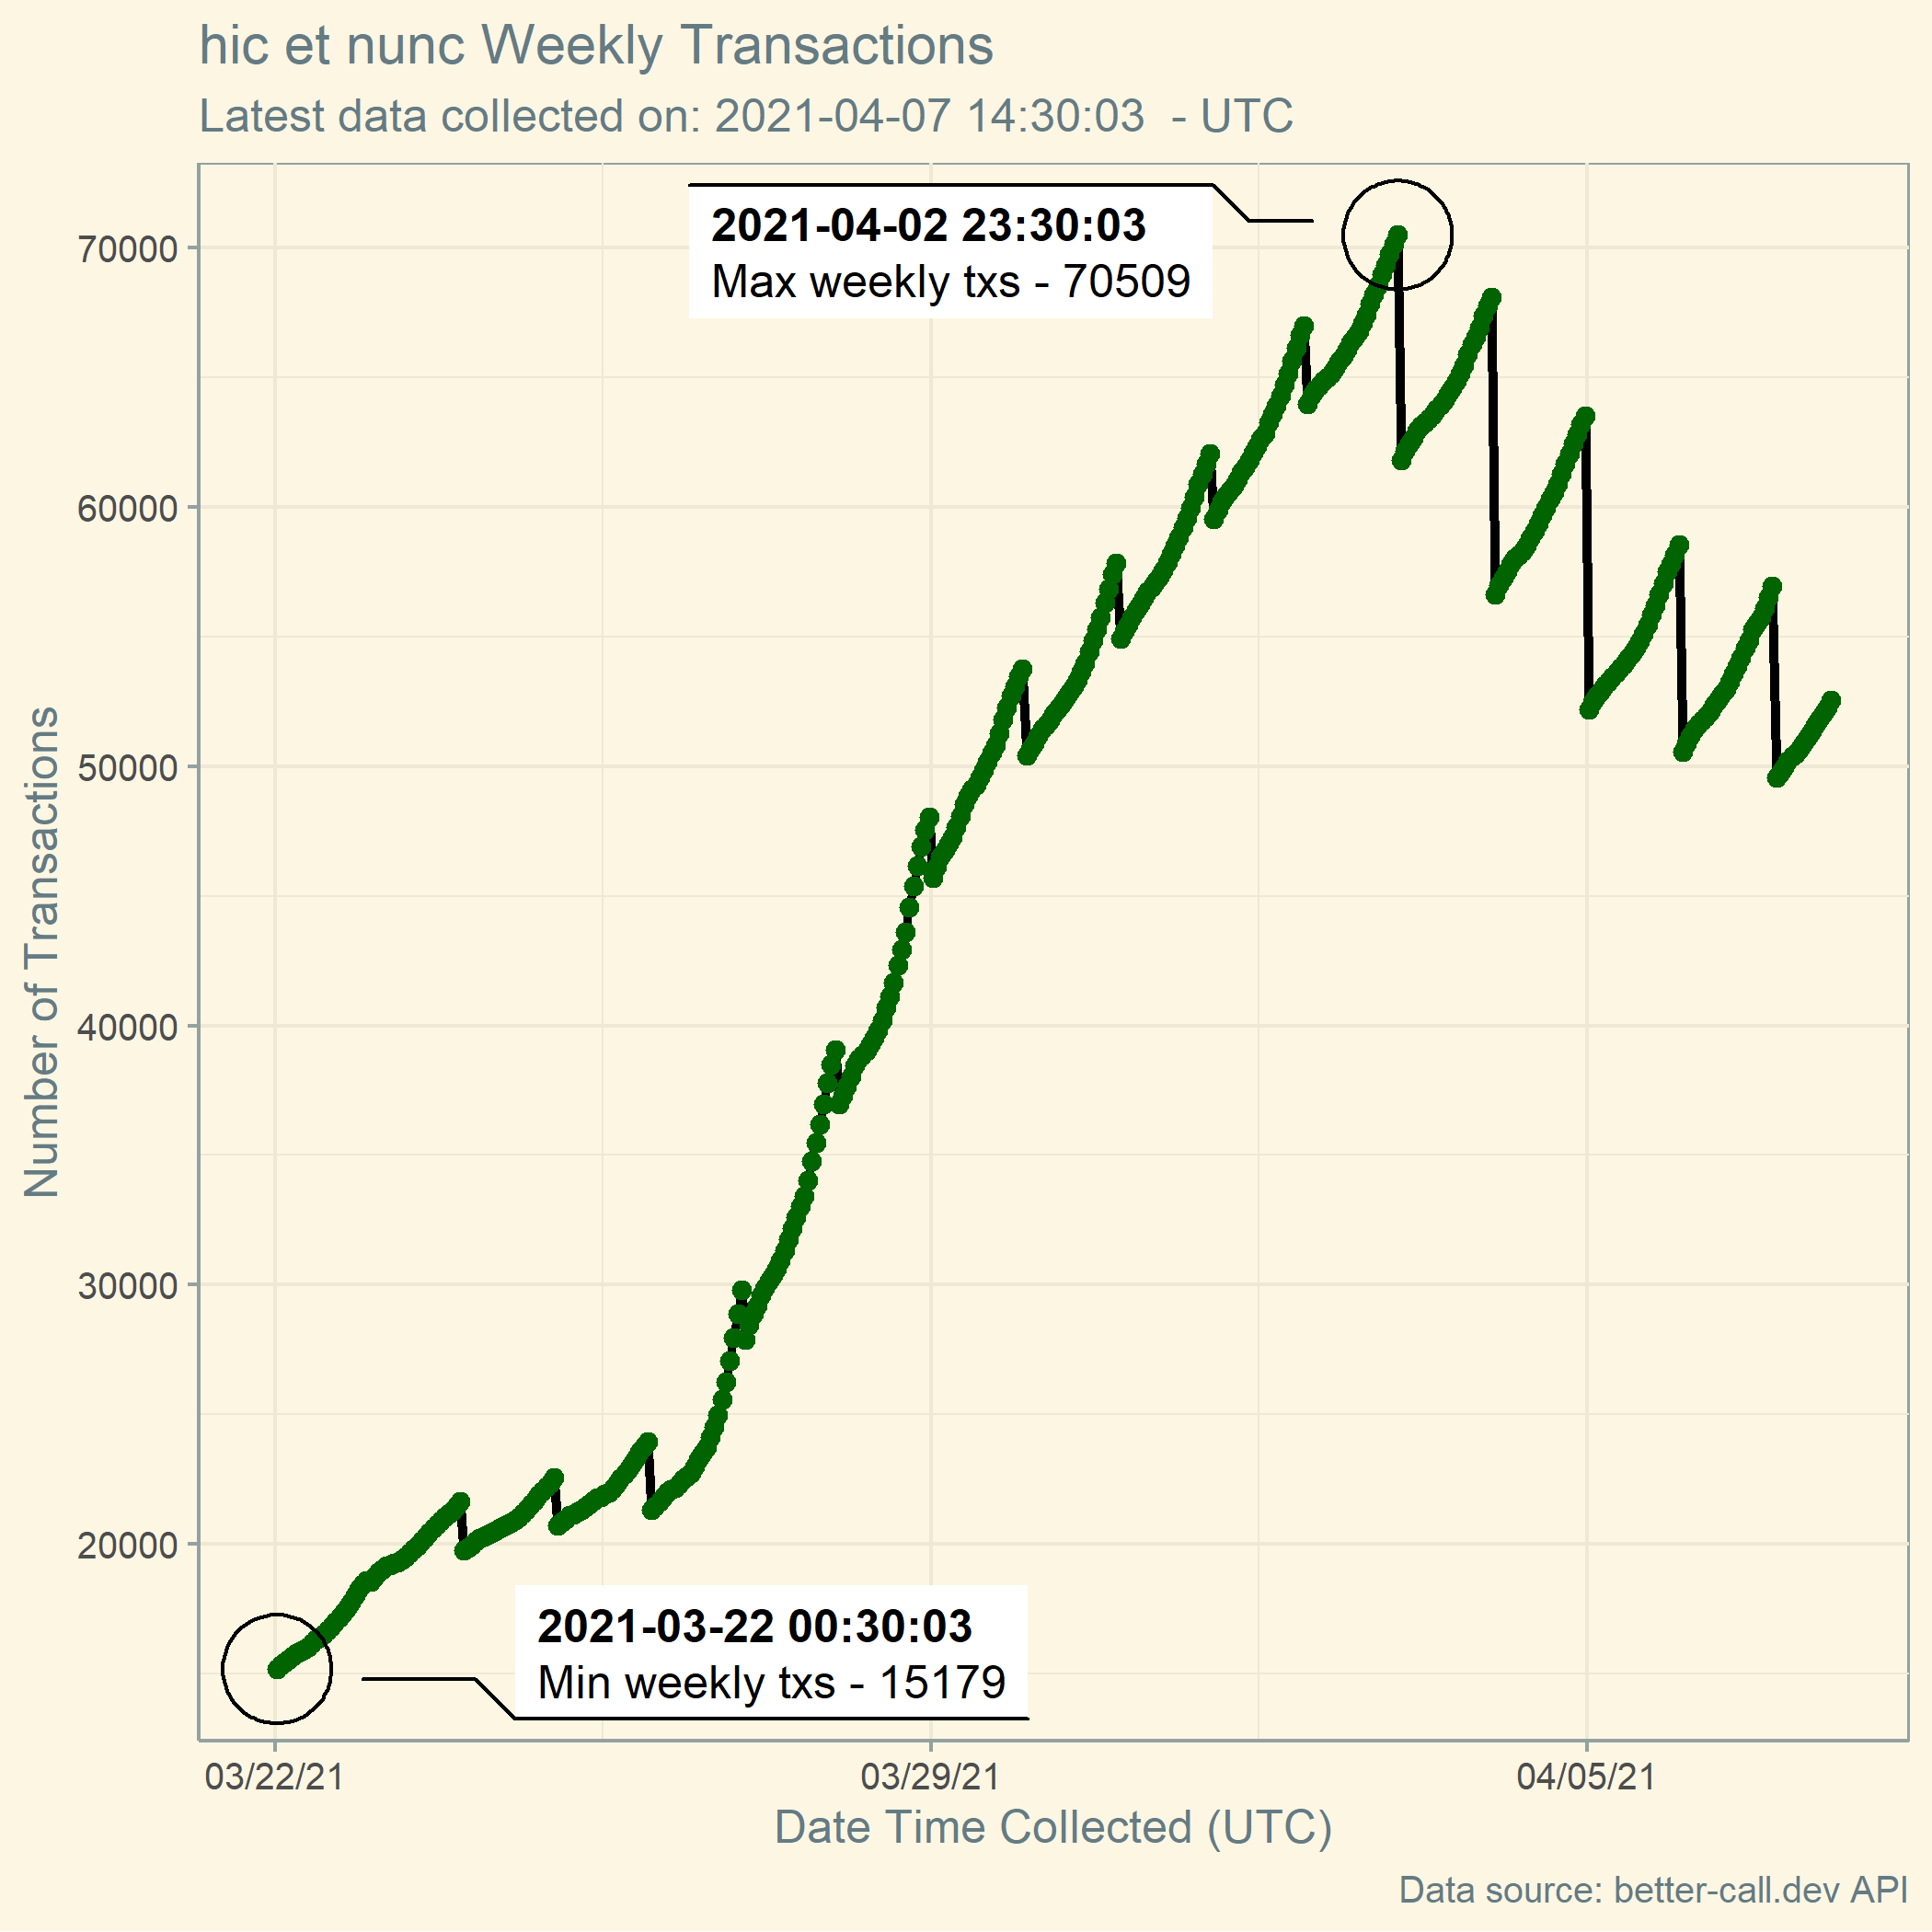 hic et nunc Weekly Transactions
Latest data collected on: 2021-04-07 14:30:03  - UTC
2021-04-02 23:30:03
Max weekly txs - 70509
70000
60000
50000
40000
30000
20000
Number of Transactions
2021-03-22 00:30:03
Min weekly txs - 15179
03/22/21
03/29/21
04/05/21
Date Time Collected (UTC)
Data source: better-call.dev API